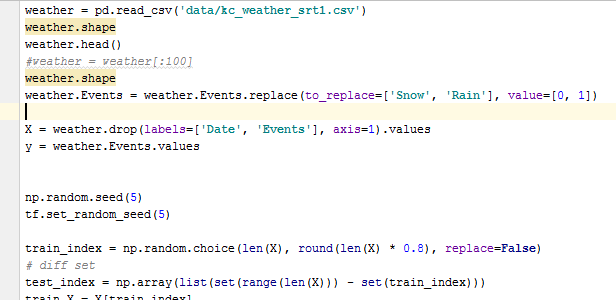 weather = pd.read_csv('data/kc_weather_srt1.csv')
weather.shape
weather.head()
#weather = weather[:100]
weather.shape
weather.Events = weather.Events.replace(to_replace=['Snow', 'Rain'], value=[0, 1])
X = weather.drop(labels=['Date', 'Events'], axis=1).values
y = weather.Events.values
np.random.seed(5)
tf.set_random_seed(5)
train_index = np.random.choice(len(X), round(len(X) * 0.8), replace=False)
# diff set
test_index = np.array(list(set(range(len(X))) - set(train_index)))
train_X = X[train_index]